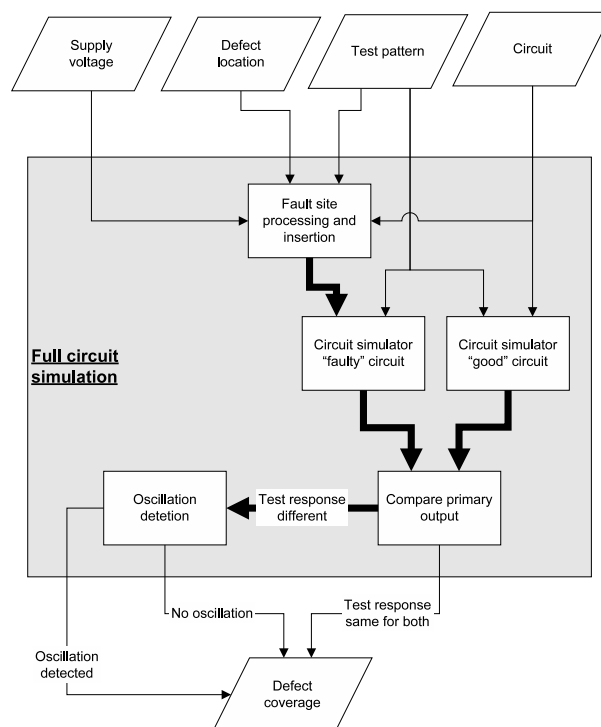 Supply
voltage
Defect
location
Test pattern
Circuit
Fault site
processing and
insertion
Full circuit
simulation
Circuit simulator
“faulty” circuit
Circuit simulator
“good” circuit
Oscillation
detetion
Test response
different
Compare primary
output
No oscillation
Test response
same for both
Oscillation
detected
Defect
coverage